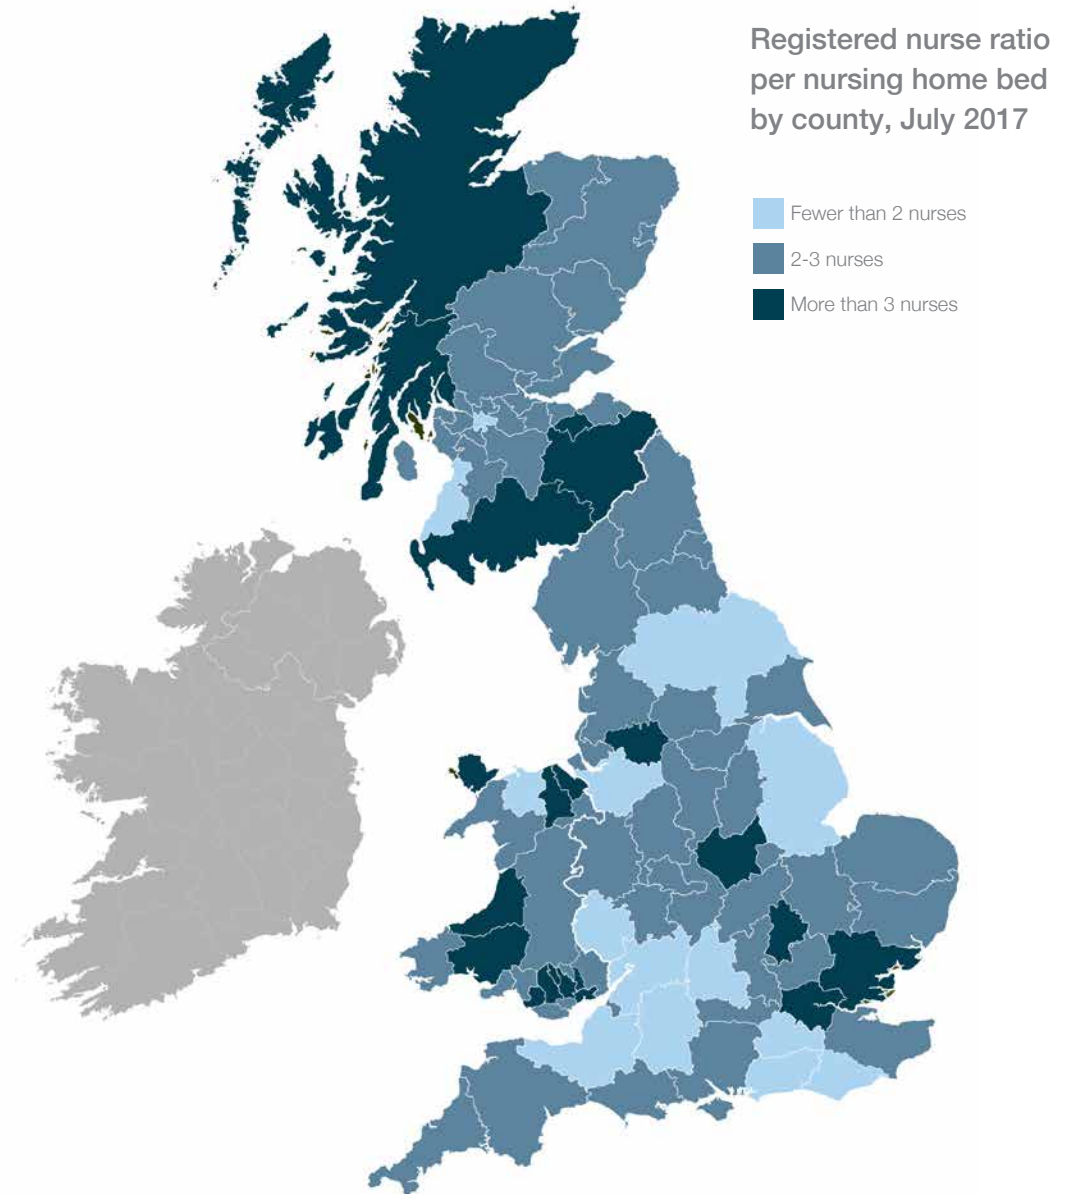 Registered nurse ratio
per nursing home bed
by county, July 2017
Fewer than 2 nurses
2-3 nurses
More than 3 nurses